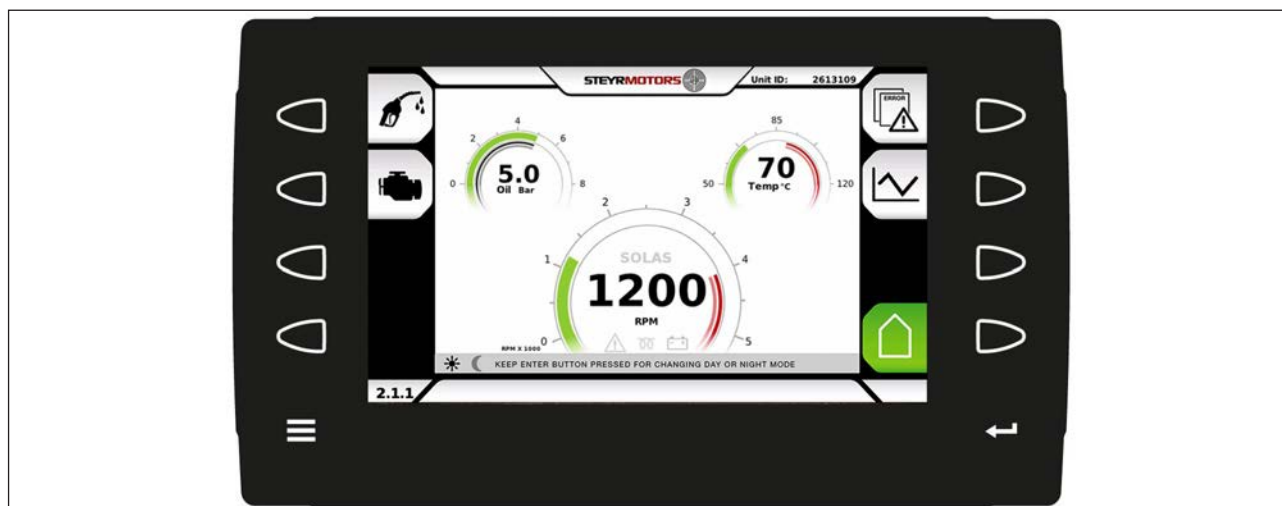 STEYRMOTORS
Unit ID: 2613109
ERROR
0 2 4 6 8
5.0
Oil Bar
50 85 120
70
Temp °C
0 1 2 3 4 5
SOLAS
1200
RPM
RPM X 1000
KEEP ENTER BUTTON PRESSED FOR CHANGING DAY OR NIGHT MODE
2.1.1